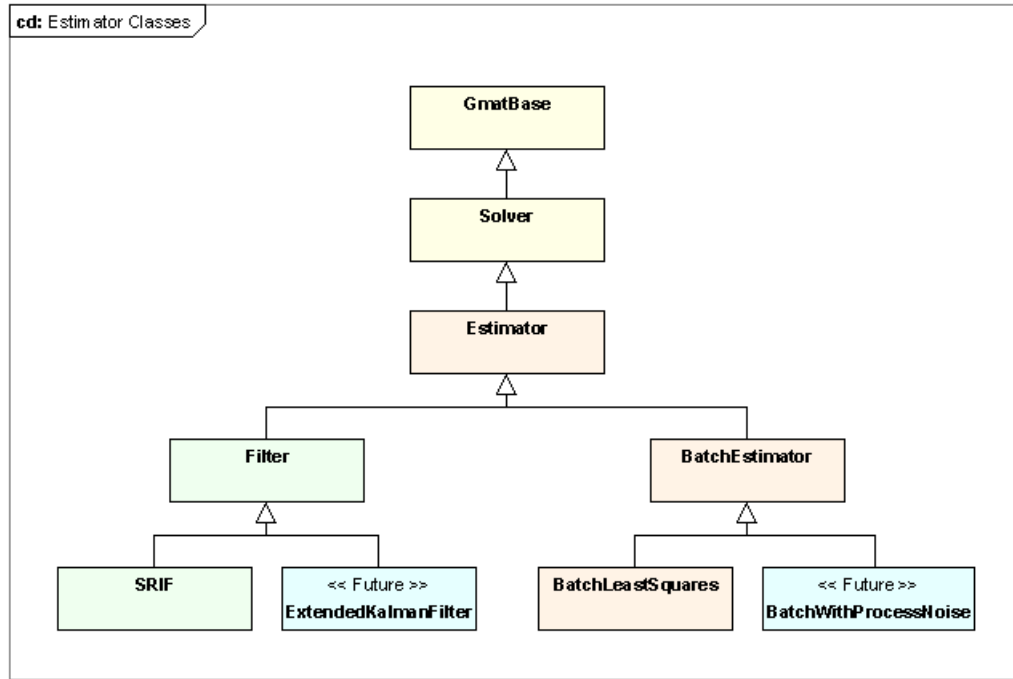 cd: Estimator Classes
GmatBase
Solver
Estimator
Filter
BatchEstimator
SRIF
<< Future >>
ExtendedKalmanFilter
BatchLeastSquares
<< Future >>
BatchWithProcessNoise